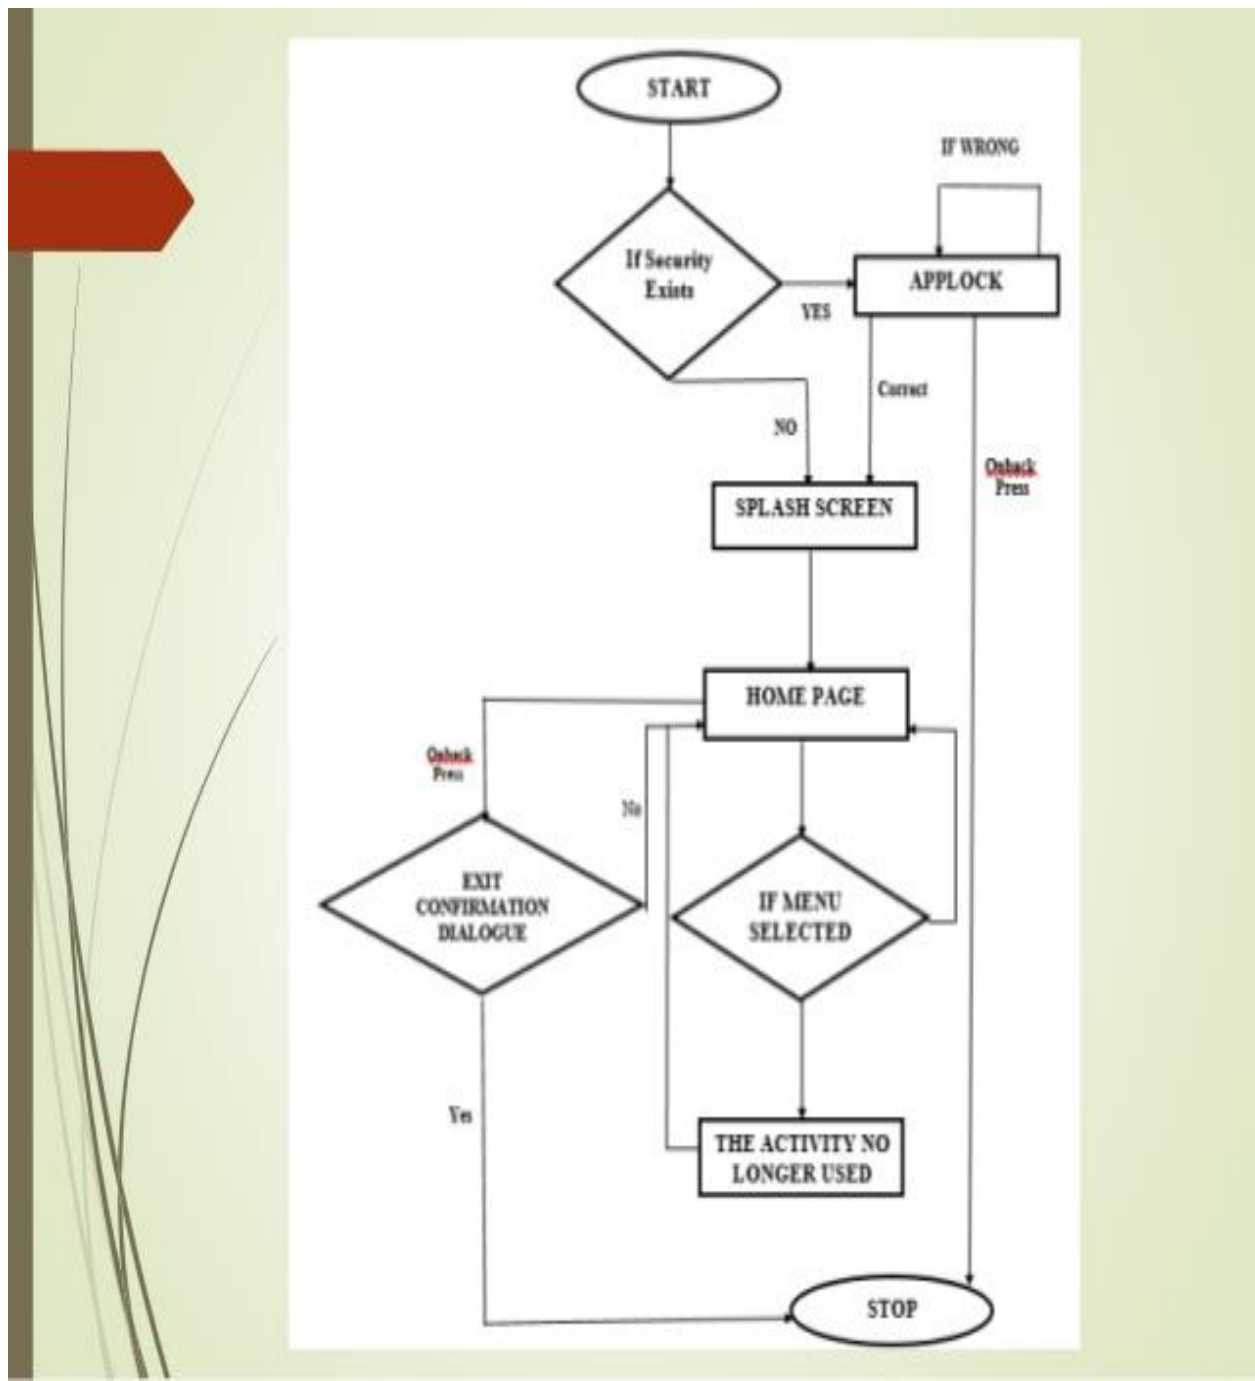 START
IF WRONG
If Security
Exists
APPLOCK
YES
Correct
NO
Onback
Press
SPLASH SCREEN
HOME PAGE
Onback
Press
No
EXIT
CONFIRMATION
DIALOGUE
IF MENU
SELECTED
Yes
THE ACTIVITY NO
LONGER USED
STOP